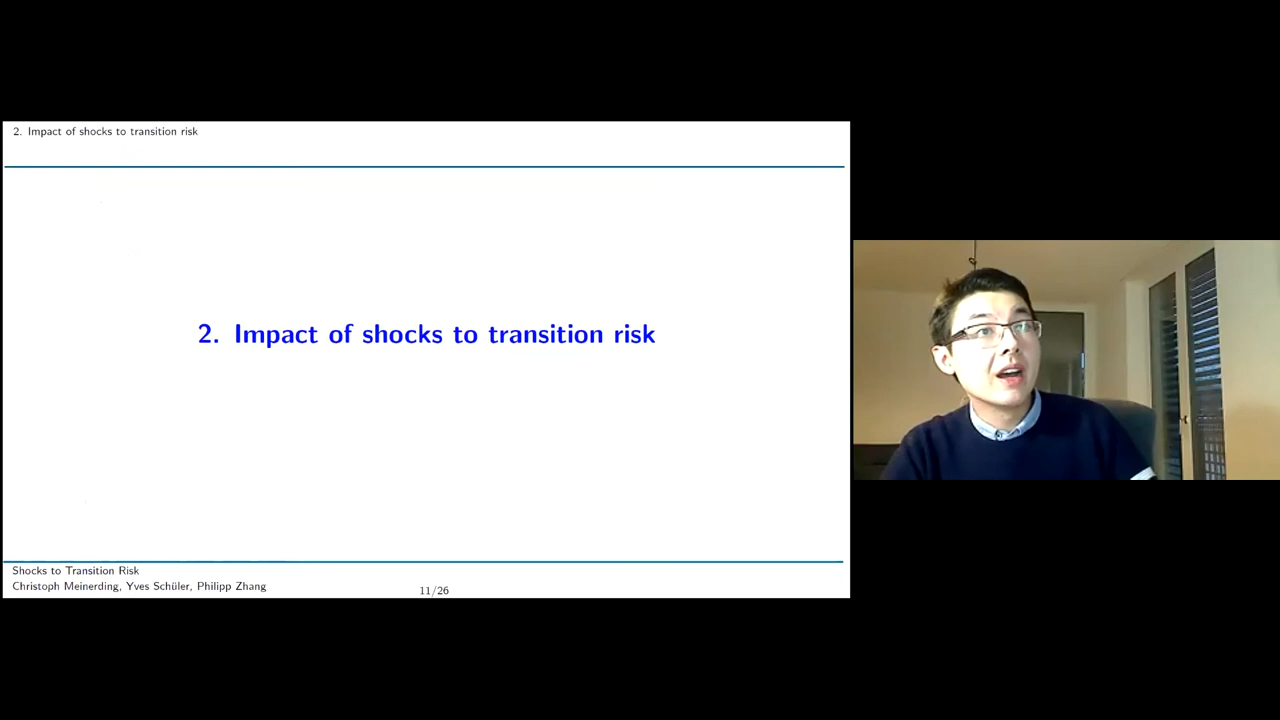 2. Impact of shocks to transition risk
2. Impact of shocks to transition risk
Shocks to Transition Risk
Christoph Meinerding, Yves Schüler, Philipp Zhang
11/26